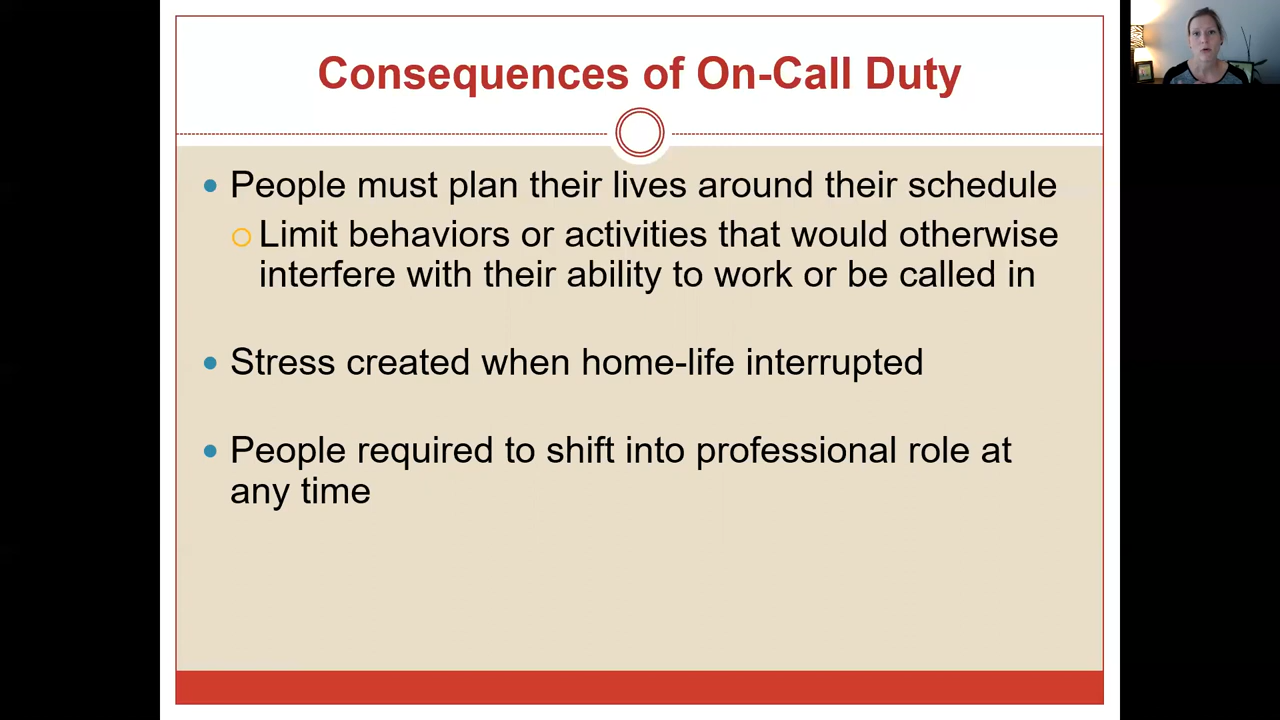 Consequences of On-Call Duty
People must plan their lives around their schedule
Limit behaviors or activities that would otherwise
interfere with their ability to work or be called in
Stress created when home-life interrupted
People required to shift into professional role at
any time